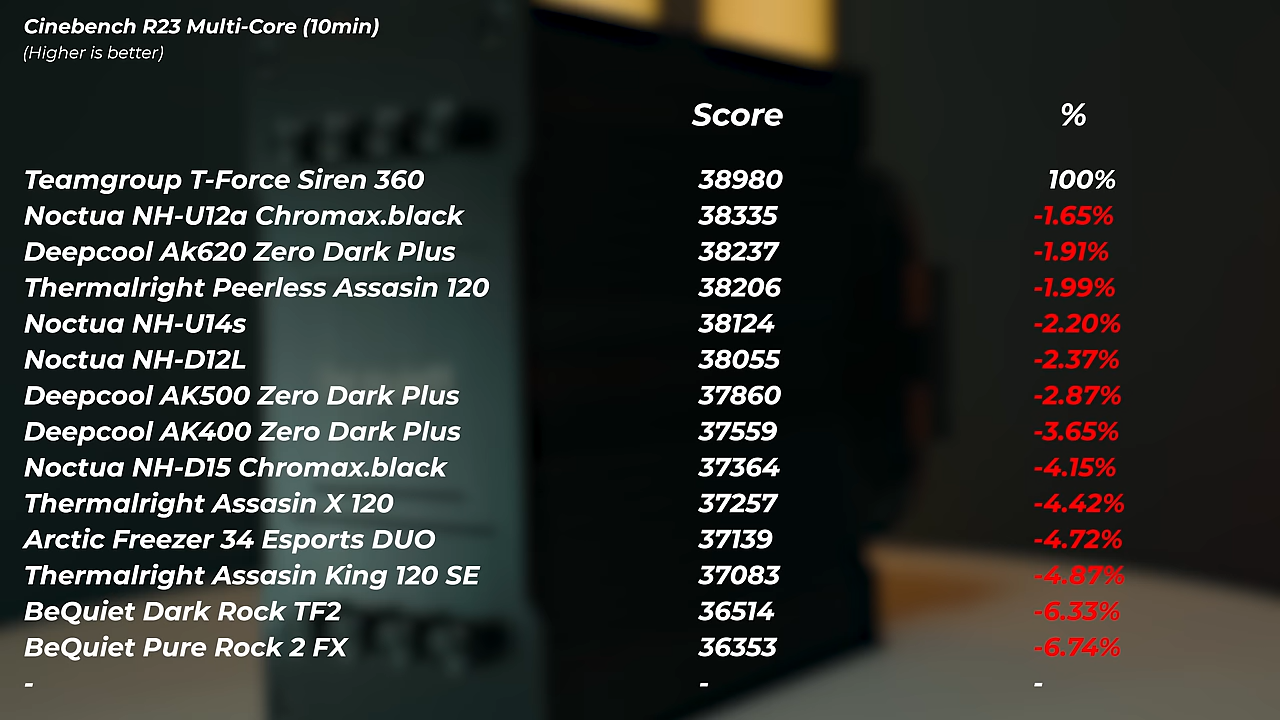 Cinebench R23 Multi-Core (10min)
(Higher is better)
Score %
Teamgroup T-Force Siren 360 38980 100%
Noctua NH-U12a Chromax.black 38335 -1.65%
Deepcool Ak620 Zero Dark Plus 38237 -1.91%
Thermalright Peerless Assasin 120 38206 -1.99%
Noctua NH-U14s 38124 -2.20%
Noctua NH-D12L 38055 -2.37%
Deepcool AK500 Zero Dark Plus 37860 -2.87%
Deepcool AK400 Zero Dark Plus 37559 -3.65%
Noctua NH-D15 Chromax.black 37364 -4.15%
Thermalright Assasin X 120 37257 -4.42%
Arctic Freezer 34 Esports DUO 37139 -4.72%
Thermalright Assasin King 120 SE 37083 -4.87%
BeQuiet Dark Rock TF2 36514 -6.33%
BeQuiet Pure Rock 2 FX 36353 -6.74%
- - -